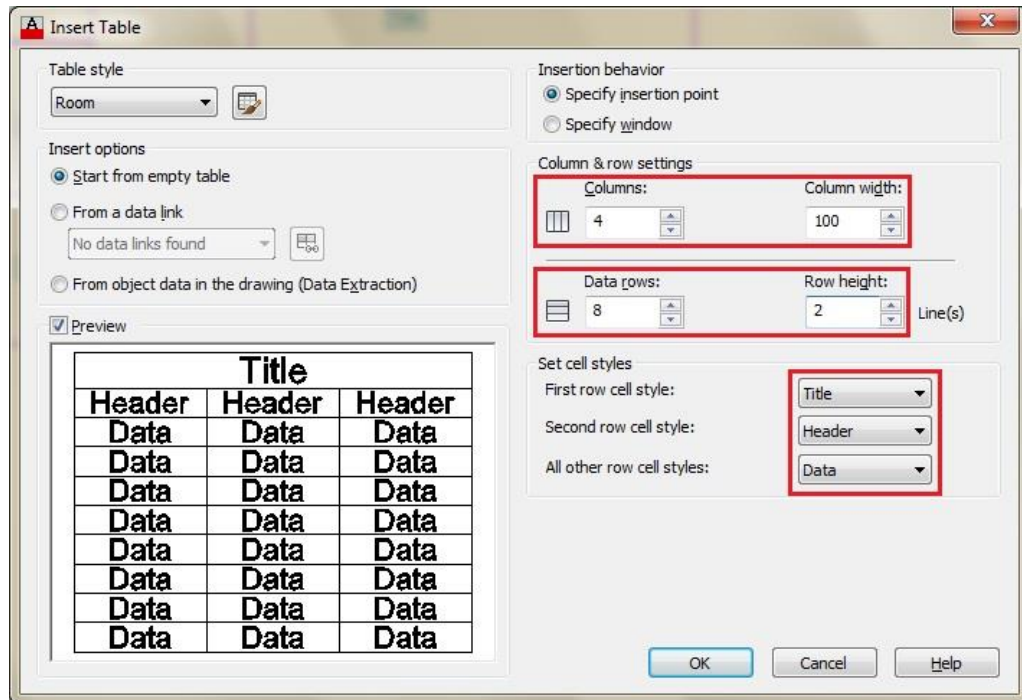 Insert Table
Table style
Room
Insert options
Start from empty table
From a data link
No data links found
From object data in the drawing (Data Extraction)
Preview
Title
Header Header Header
Data Data Data
Data Data Data
Data Data Data
Data Data Data
Data Data Data
Data Data Data
Data Data Data
Data Data Data
Insertion behavior
Specify insertion point
Specify window
Column & row settings
Columns: Column width:
4 100
Data rows: Row height:
8 2 Line(s)
Set cell styles
First row cell style: Title
Second row cell style: Header
All other row cell styles: Data
OK Cancel Help